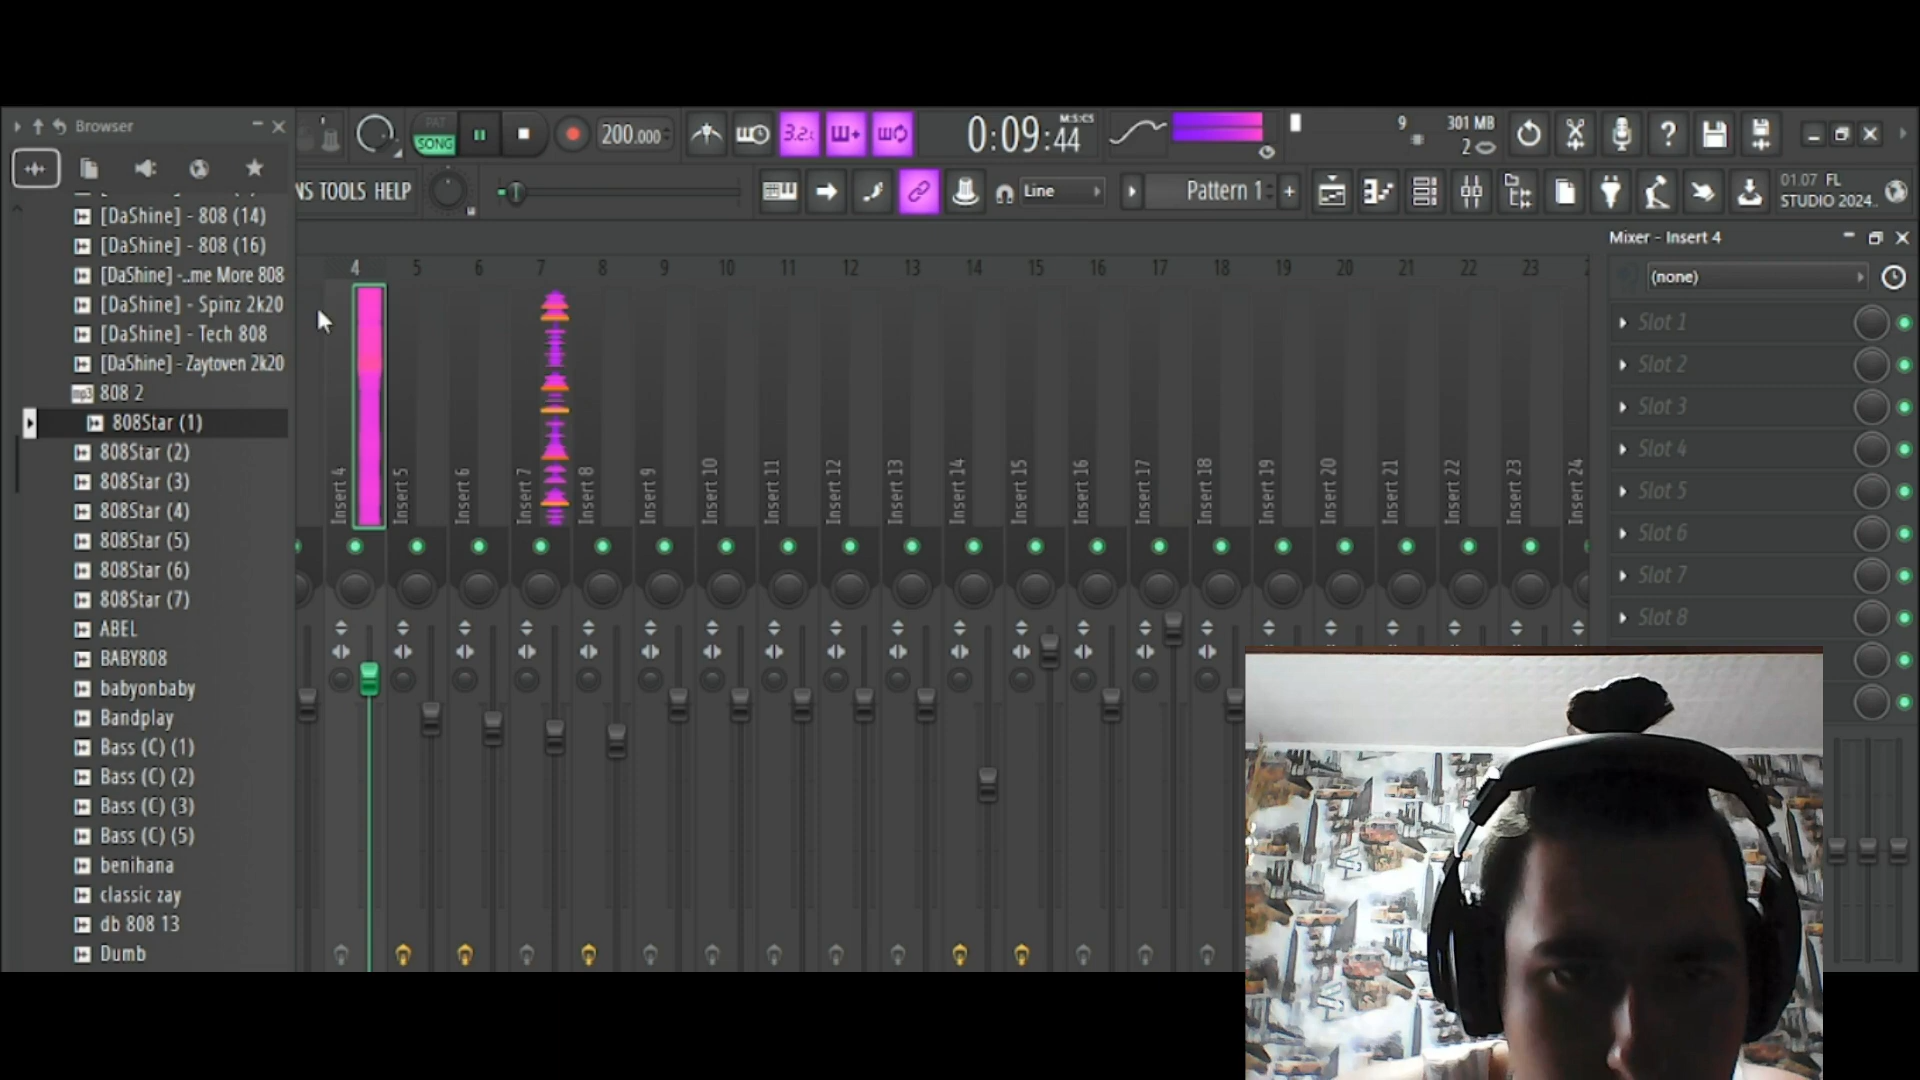 Browser
PAT
SONG
200.000
3.2.
0:09:44
M:S:CS
9
301 MB
2
NS TOOLS HELP
Line
Pattern 1
01.07 FL
STUDIO 2024..
[DaShine] - 808 (14)
[DaShine] - 808 (16)
[DaShine] -..me More 808
[DaShine] - Spinz 2k20
[DaShine] - Tech 808
[DaShine] - Zaytoven 2k20
mp3 808 2
808Star (1)
808Star (2)
808Star (3)
808Star (4)
808Star (5)
808Star (6)
808Star (7)
ABEL
BABY808
babyonbaby
Bandplay
Bass (C) (1)
Bass (C) (2)
Bass (C) (3)
Bass (C) (5)
benihana
classic zay
db 808 13
Dumb
4 5 6 7 8 9 10 11 12 13 14 15 16 17 18 19 20 21 22 23
Insert 4
Insert 5
Insert 6
Insert 7
Insert 8
Insert 9
Insert 10
Insert 11
Insert 12
Insert 13
Insert 14
Insert 15
Insert 16
Insert 17
Insert 18
Insert 19
Insert 20
Insert 21
Insert 22
Insert 23
Insert 24
Mixer - Insert 4
(none)
Slot 1
Slot 2
Slot 3
Slot 4
Slot 5
Slot 6
Slot 7
Slot 8